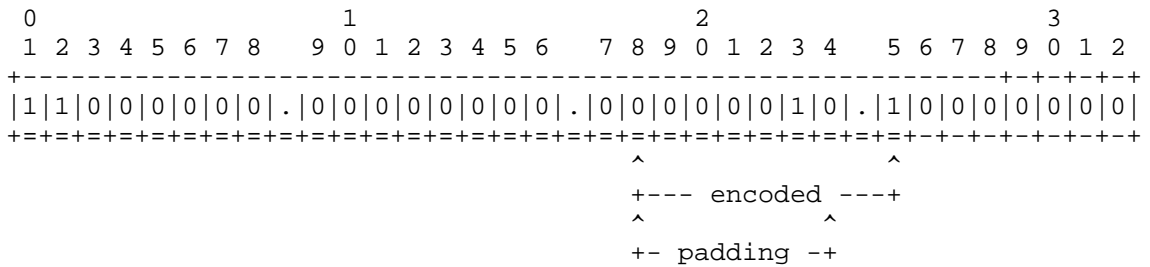 0                   1                     2                     3
 1 2 3 4 5 6 7 8   9 0 1 2 3 4 5 6   7 8 9 0 1 2 3 4   5 6 7 8 9 0 1 2
+-------------------------------------------------------------+-+-+-+-+
|1|1|0|0|0|0|0|0|.|0|0|0|0|0|0|0|0|.|0|0|0|0|0|0|1|0|.|1|0|0|0|0|0|0|0|
+=+=+=+=+=+=+=+=+=+=+=+=+=+=+=+=+=+=+=+=+=+=+=+=+=+=+=+=+-+-+-+-+-+-+-+
                                       ^               ^
                                       +--- encoded ---+
                                       ^           ^
                                       +- padding -+